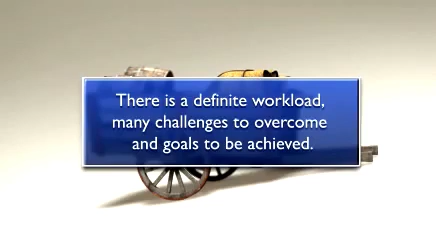 There is a definite workload,
many challenges to overcome
and goals to be achieved.